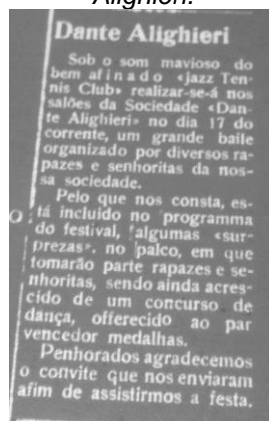 Alighieri.
Dante Alighieri
Sob o som mavioso do
bem afinado «jazz Ten-
nis Club» realizar-se-á nos
salões da Sociedade «Dan-
te Alighieri» no dia 17 do
corrente, um grande baile
organizado por diversos ra-
pazes e senhoritas da nos-
sa sociedade.
Pelo que nos consta, es-
tá incluido no programma
do festival, algumas «sur-
prezas», no palco, em que
tomarão parte rapazes e se-
nhoritas, sendo ainda acres-
cido de um concurso de
dança, offerecido ao par
vencedor medalhas.
Penhorados agradecemos
o convite que nos enviaram
afim de assistirmos a festa.